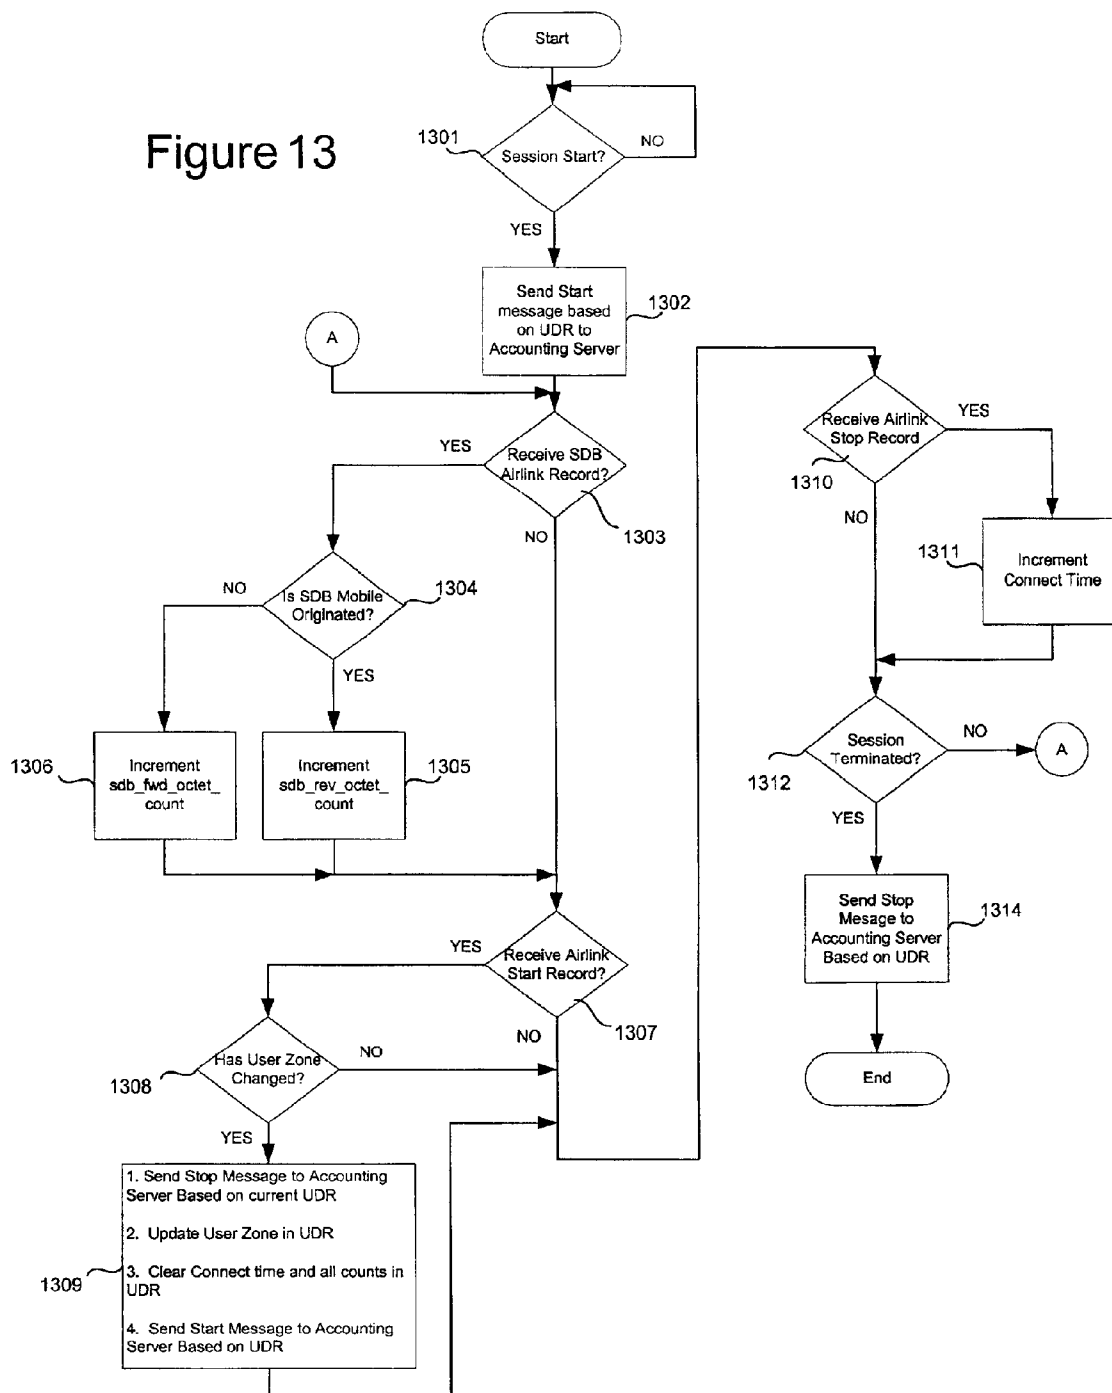 Start
Figure 13
1301
Session Start?
NO
YES
Send Start
message based
on UDR to
Accounting Server
1302
A
YES
Receive SDB
Airlink Record?
1303
NO
NO
Is SDB Mobile
Originated?
1304
YES
1306
Increment
sdb_fwd_octet_
count
Increment
sdb_rev_octet_
count
1305
YES
Receive Airlink
Start Record?
1307
NO
Has User Zone
Changed?
1308
NO
YES
1. Send Stop Message to Accounting
Server Based on current UDR
2. Update User Zone in UDR
3. Clear Connect time and all counts in
UDR
4. Send Start Message to Accounting
Server Based on UDR
1309
Receive Airlink
Stop Record
YES
1310
NO
1311
Increment
Connect Time
Session
Terminated?
NO
A
1312
YES
Send Stop
Mesage to
Accounting Server
Based on UDR
1314
End